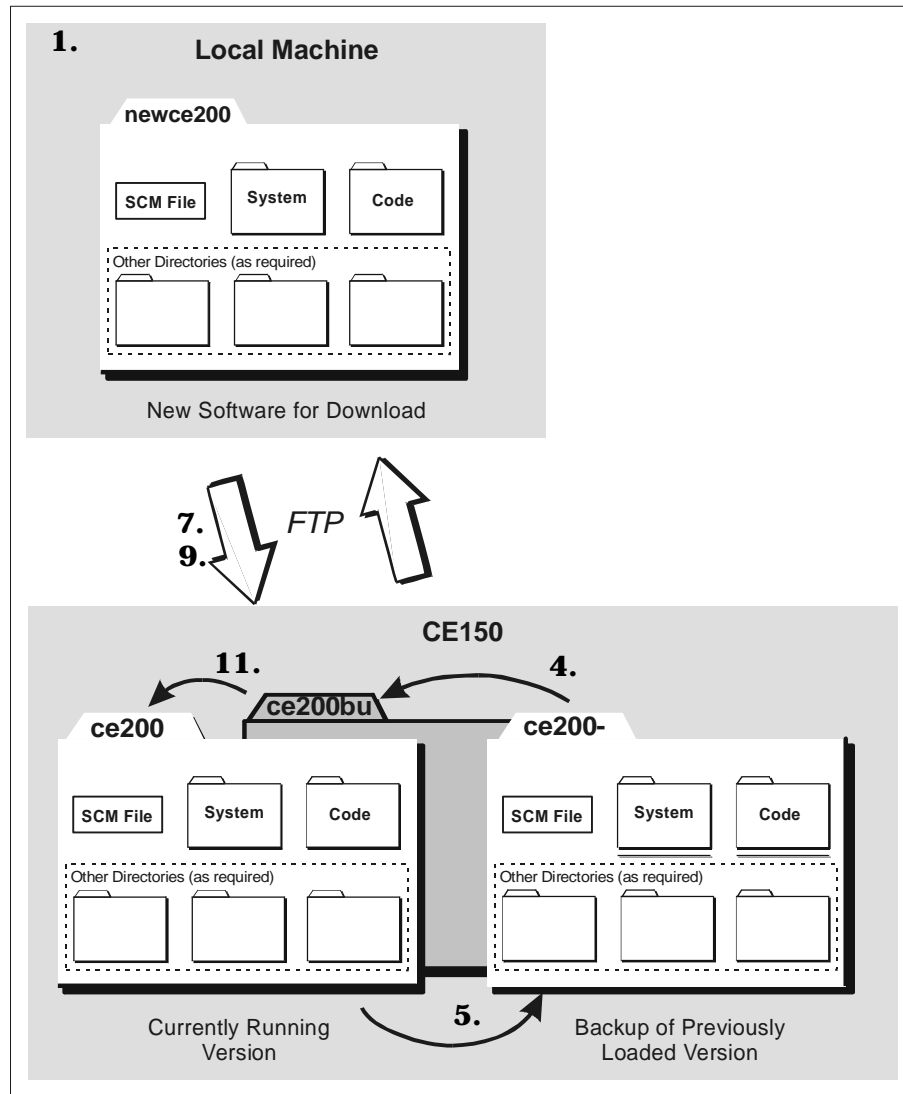 1.
Local Machine
newce200
SCM File
System
Code
Other Directories (as required)
New Software for Download
7.
FTP
9.
CE150
11.
4.
ce200bu
ce200
ce200-
SCM File
System
Code
SCM File
System
Code
Other Directories (as required)
Other Directories (as required)
5.
Currently Running
Version
Backup of Previously
Loaded Version